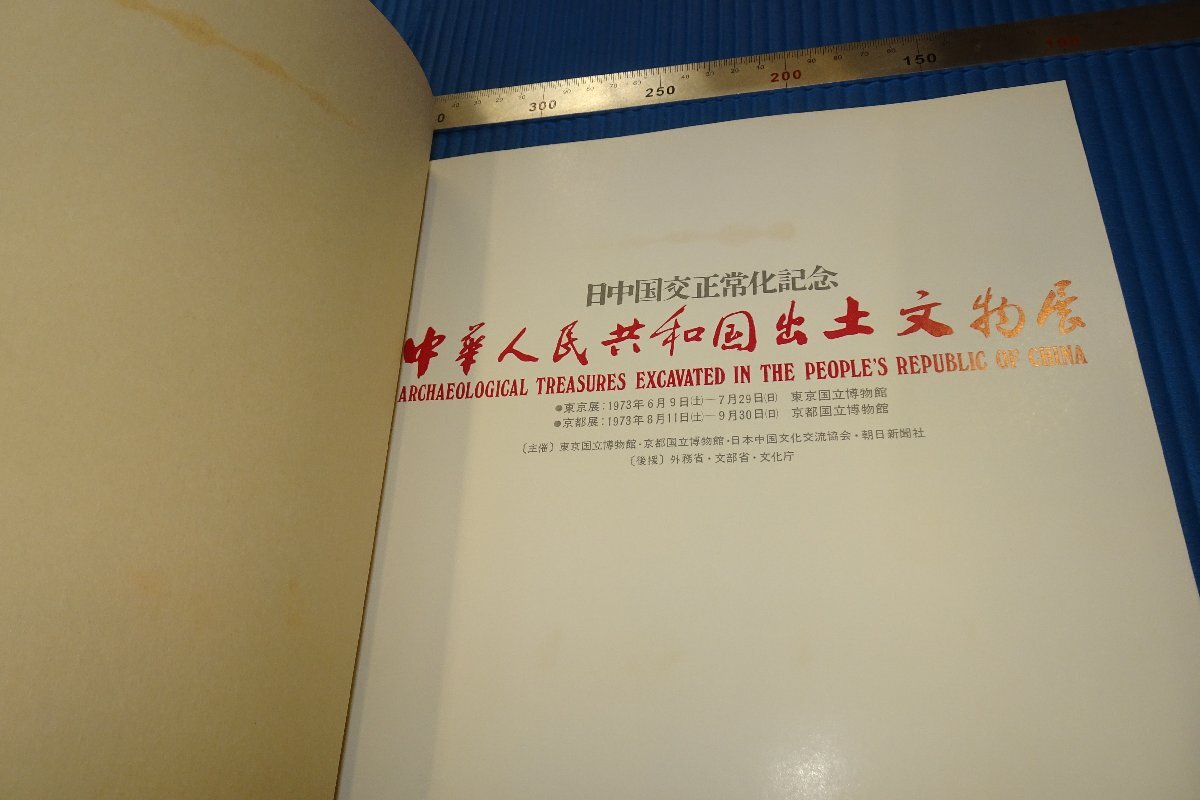 0 300 250 200 150 100
日中国交正常化記念
中華人民共和国出土文物展
ARCHAEOLOGICAL TREASURES EXCAVATED IN THE PEOPLE'S REPUBLIC OF CHINA
●東京展：1973年6月9日(土)―7月29日(日) 東京国立博物館
●京都展：1973年8月11日(土)―9月30日(日) 京都国立博物館
〔主催〕東京国立博物館・京都国立博物館・日本中国文化交流協会・朝日新聞社
〔後援〕外務省・文部省・文化庁